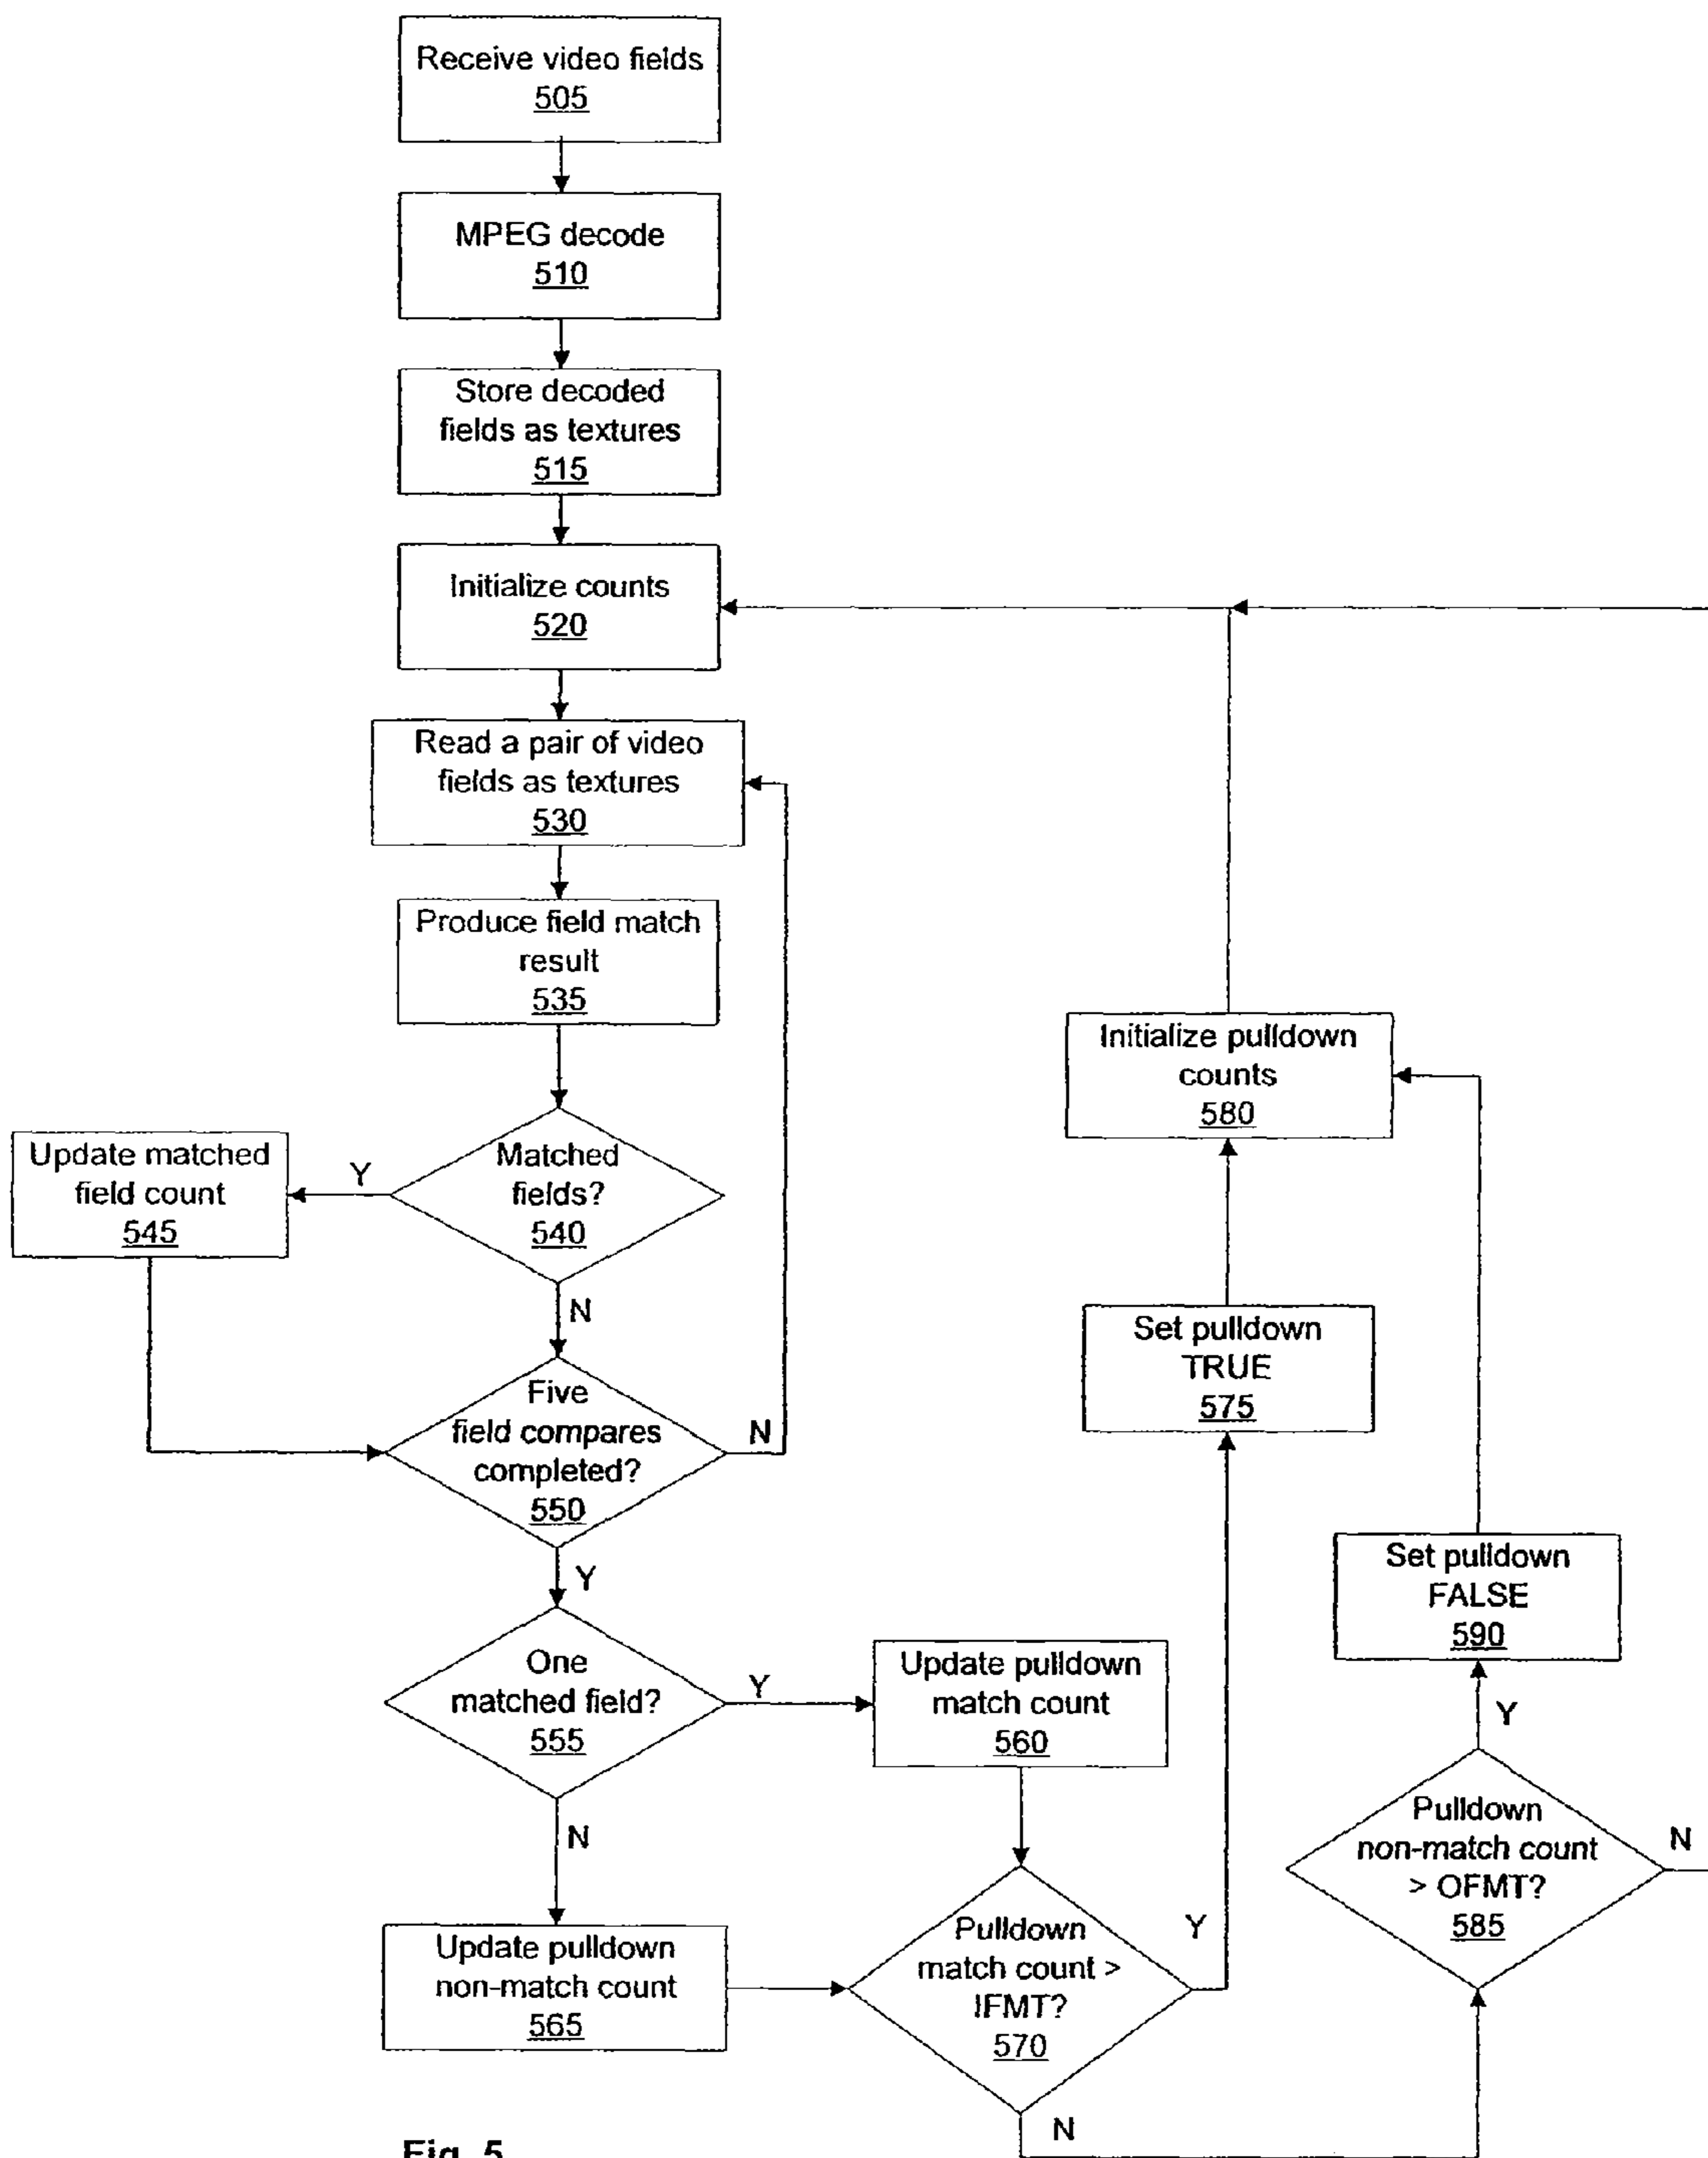 Receive video fields
505
MPEG decode
510
Store decoded
fields as textures
515
Initialize counts
520
Read a pair of video
fields as textures
530
Produce field match
result
535
Matched
fields?
540
Y
N
Update matched
field count
545
Five
field compares
completed?
550
N
Y
One
matched field?
555
Y
N
Update pulldown
match count
560
Update pulldown
non-match count
565
Pulldown
match count >
IFMT?
570
Y
N
Set pulldown
TRUE
575
Initialize pulldown
counts
580
Pulldown
non-match count
> OFMT?
585
Y
N
Set pulldown
FALSE
590
Fig. 5